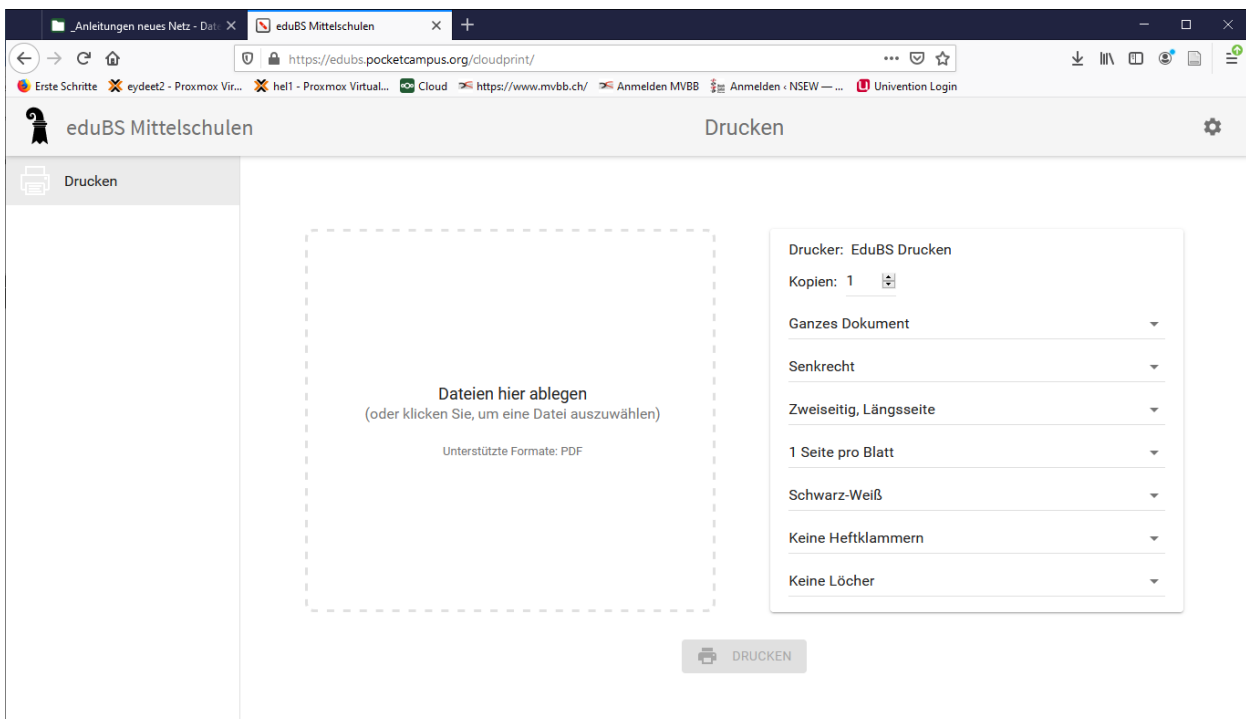 _Anleitungen neues Netz - Date
eduBS Mittelschulen
https://edubs.pocketcampus.org/cloudprint/
Erste Schritte
eydeet2 - Proxmox Vir...
hel1 - Proxmox Virtual...
Cloud
https://www.mvbb.ch/
Anmelden MVBB
Anmelden ‹ NSEW — ...
Univention Login
eduBS Mittelschulen
Drucken
Drucken
Dateien hier ablegen
(oder klicken Sie, um eine Datei auszuwählen)
Unterstützte Formate: PDF
Drucker: EduBS Drucken
Kopien: 1
Ganzes Dokument
Senkrecht
Zweiseitig, Längsseite
1 Seite pro Blatt
Schwarz-Weiß
Keine Heftklammern
Keine Löcher
DRUCKEN